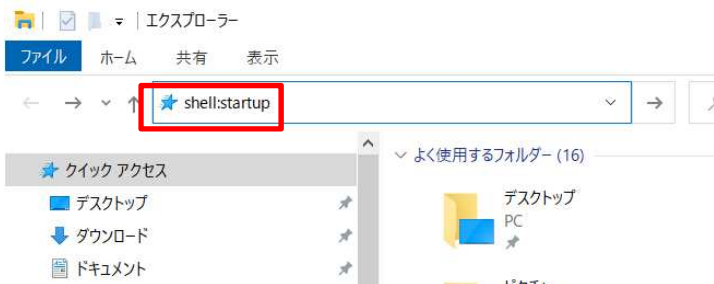 エクスプローラー
ファイル ホーム 共有 表示
shell:startup
クイック アクセス
デスクトップ
ダウンロード
ドキュメント
よく使用するフォルダー (16)
デスクトップ
PC